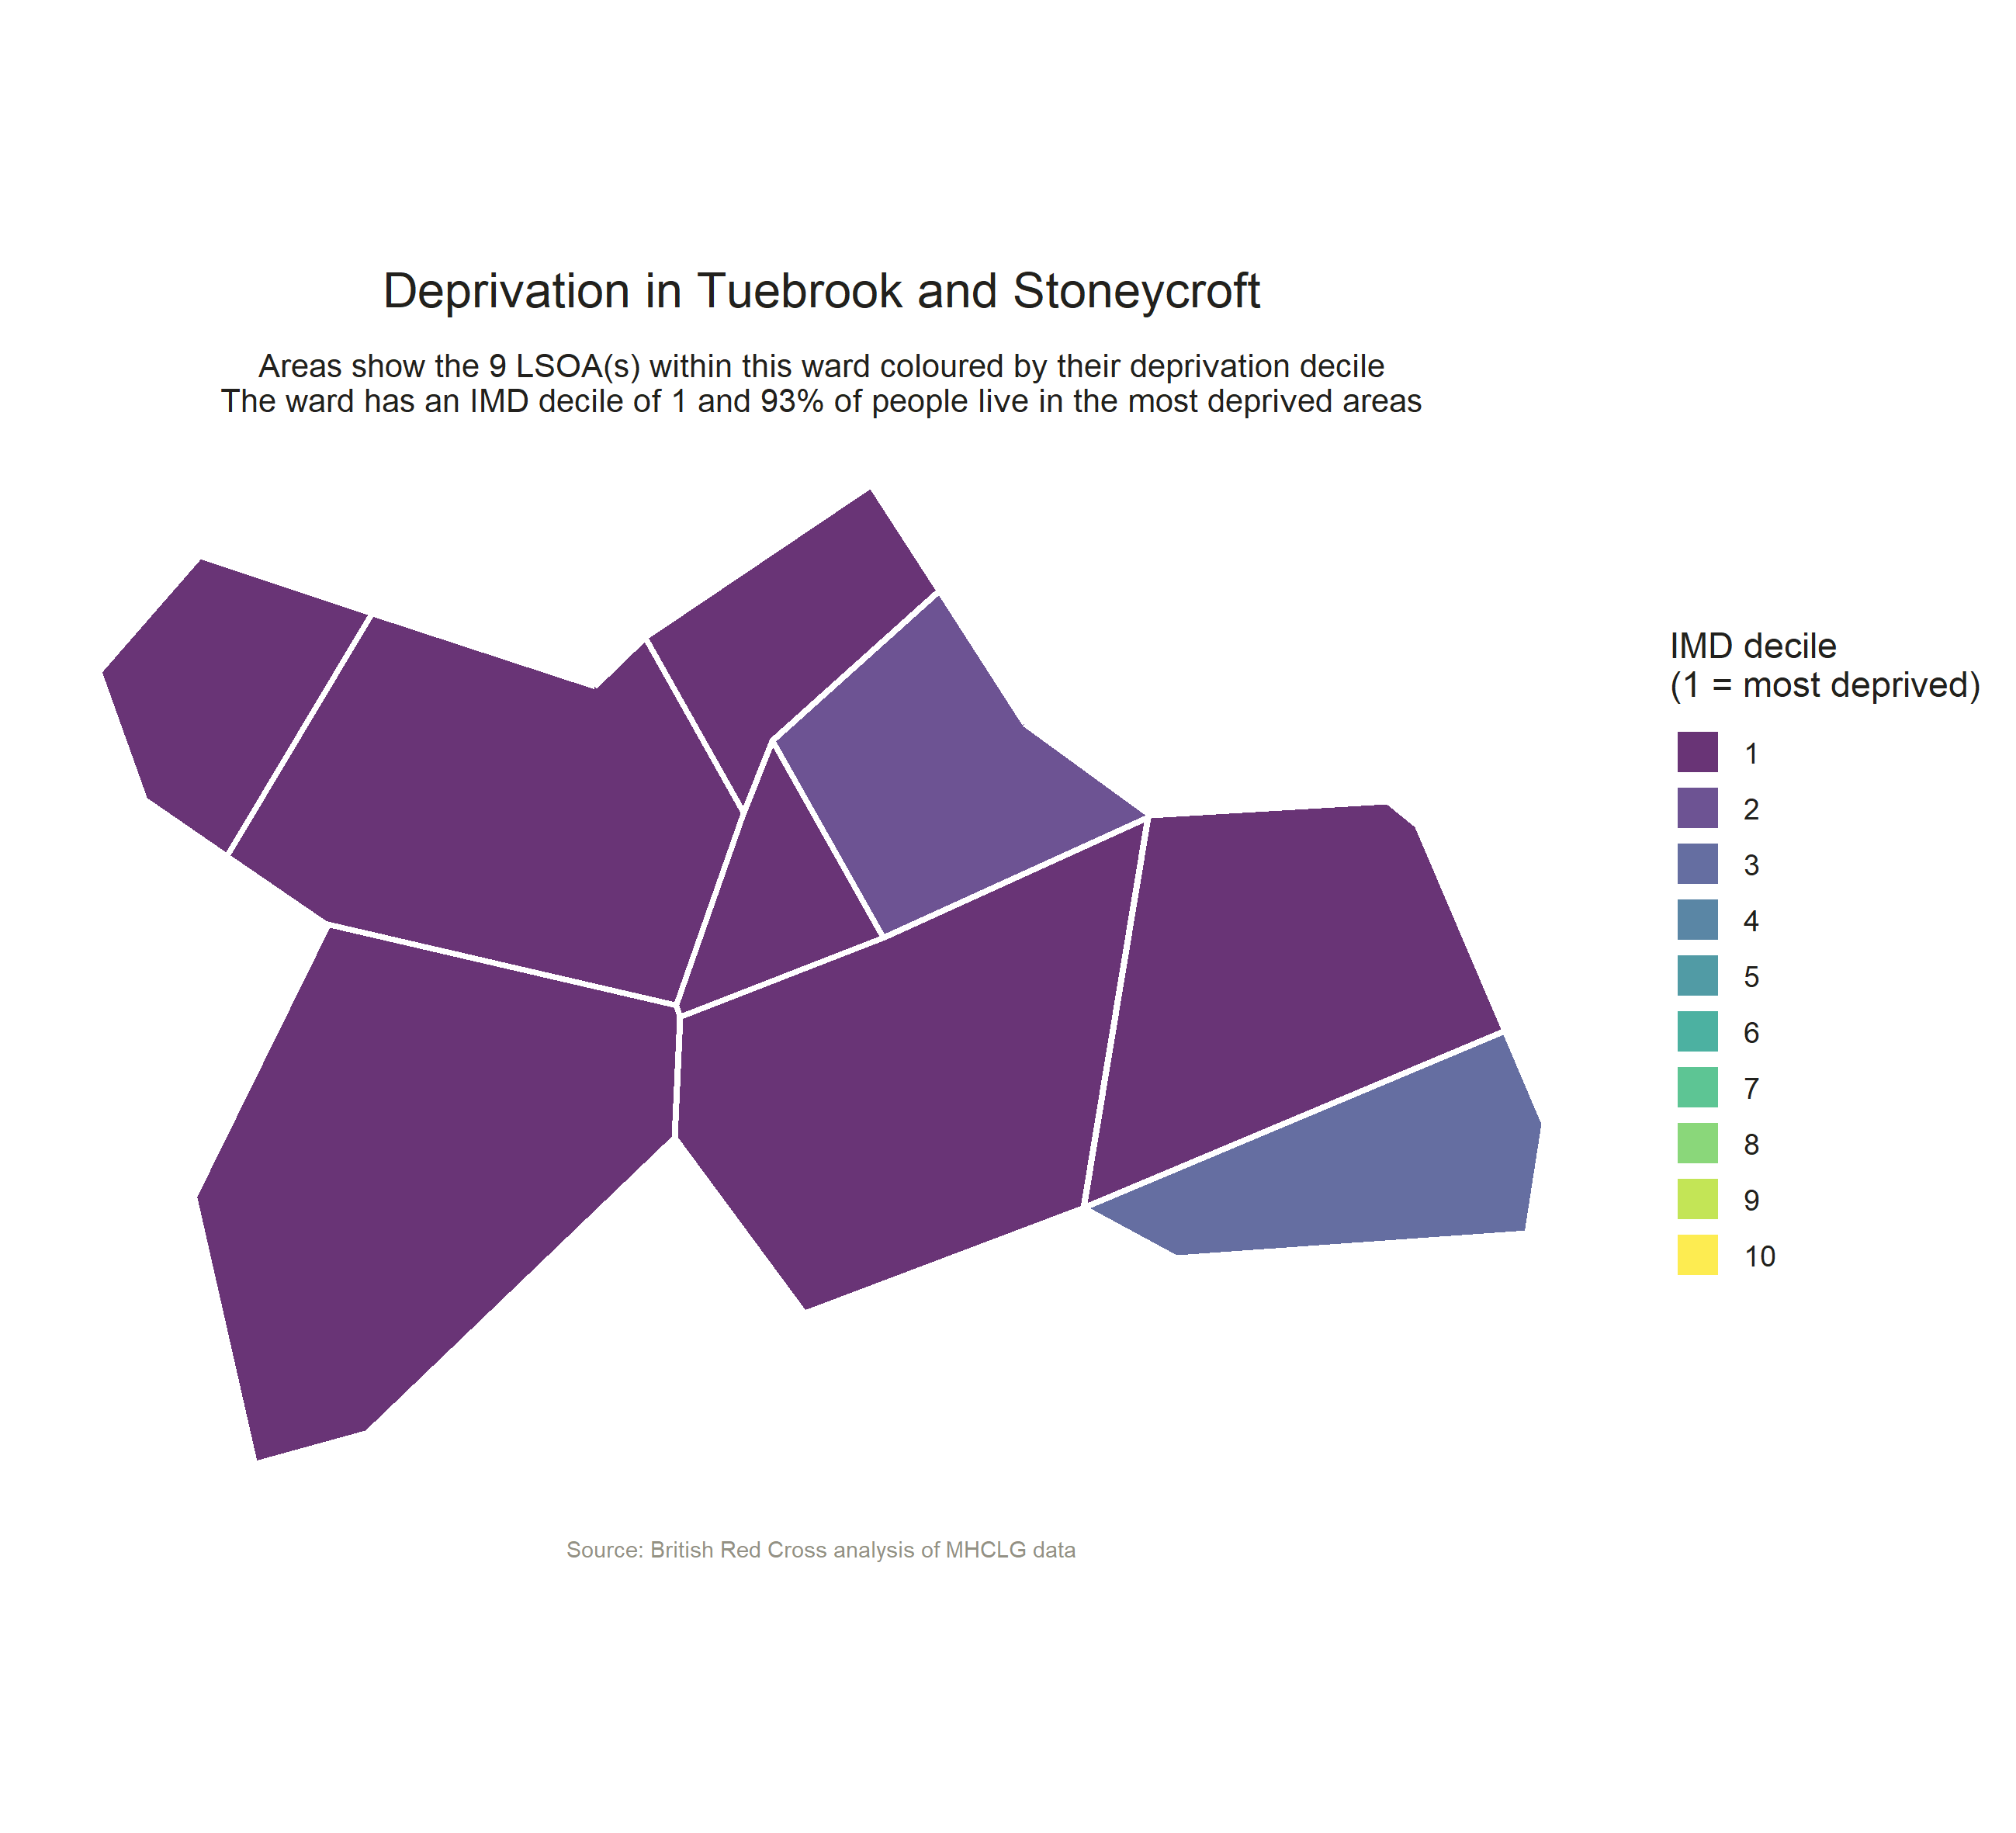 Deprivation in Tuebrook and Stoneycroft
Areas show the 9 LSOA(s) within this ward coloured by their deprivation decile
The ward has an IMD decile of 1 and 93% of people live in the most deprived areas
IMD decile
(1 = most deprived)
1
2
3
4
5
6
7
8
9
10
Source: British Red Cross analysis of MHCLG data